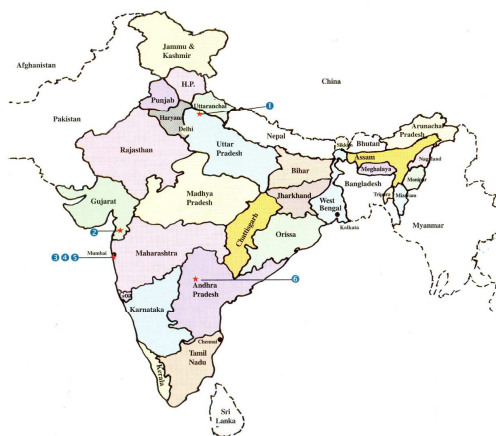 Jammu &
Kashmir
Afghanistan
H.P.
China
Punjab
Uttaranchal
1
Haryana
Delhi
Pakistan
Nepal
Arunachal
Pradesh
Sikkim
Bhutan
Rajasthan
Uttar
Pradesh
Assam
Nagaland
Bihar
Meghalaya
Manipur
Bangladesh
Gujarat
Madhya
Pradesh
Jharkhand
Tripura
Mizoram
West
Bengal
Kolkata
Chattisgarh
Myanmar
2
Orissa
Mumbai
Maharashtra
3 4 5
6
Andhra
Pradesh
Goa
Karnataka
Chennai
Tamil
Nadu
Kerala
Sri
Lanka